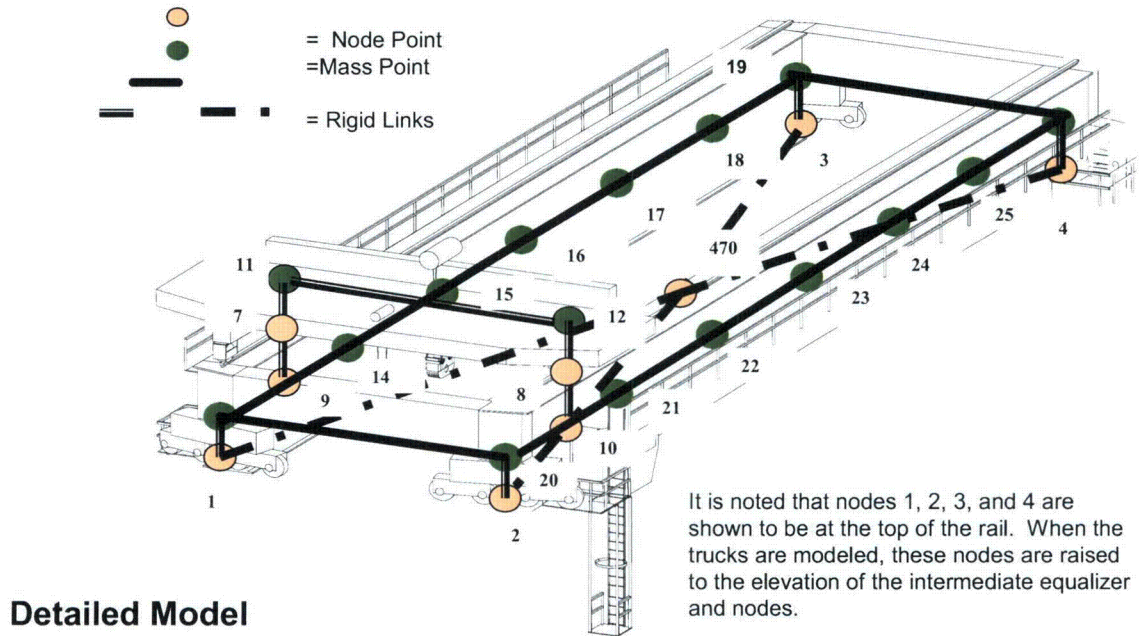 = Node Point
=Mass Point
= Rigid Links
19
18
3
17
25
4
470
16
24
11
15
23
7
12
22
14
8
9
21
10
20
1
2
It is noted that nodes 1, 2, 3, and 4 are
shown to be at the top of the rail. When the
trucks are modeled, these nodes are raised
to the elevation of the intermediate equalizer
and nodes.
Detailed Model